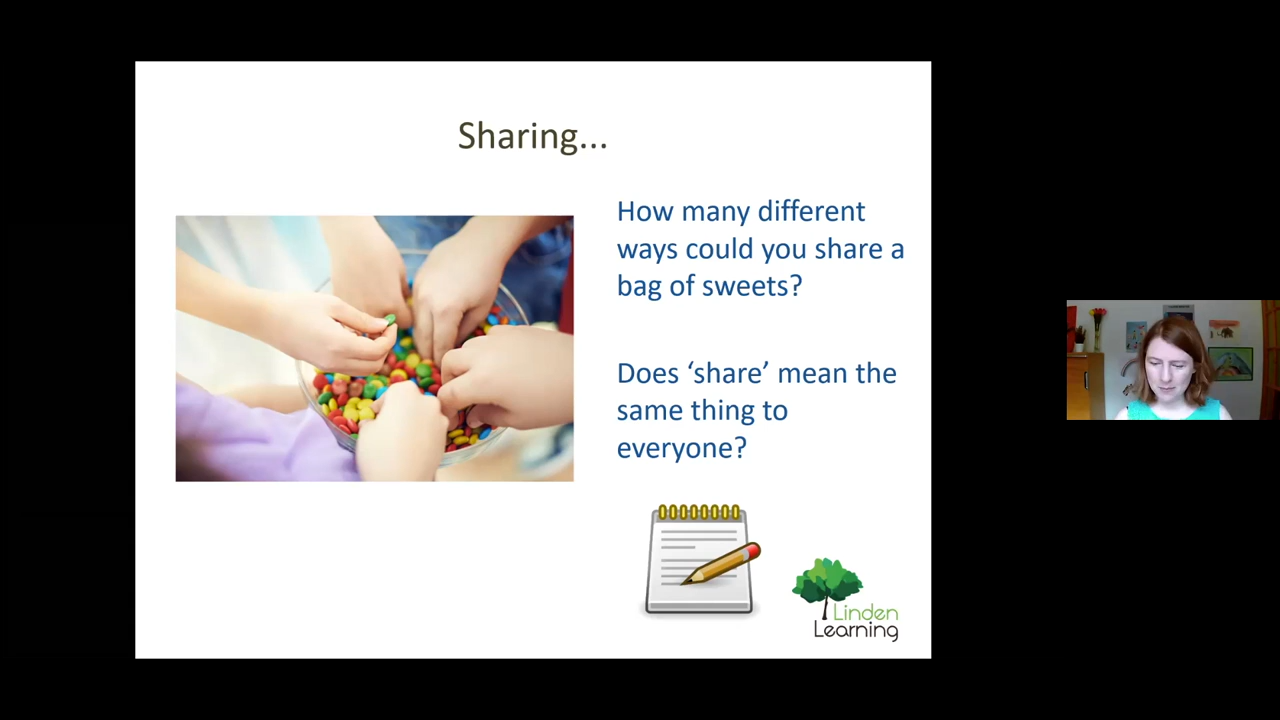 Sharing...
How many different
ways could you share a
bag of sweets?
Does ‘share’ mean the
same thing to
everyone?
Linden
Learning